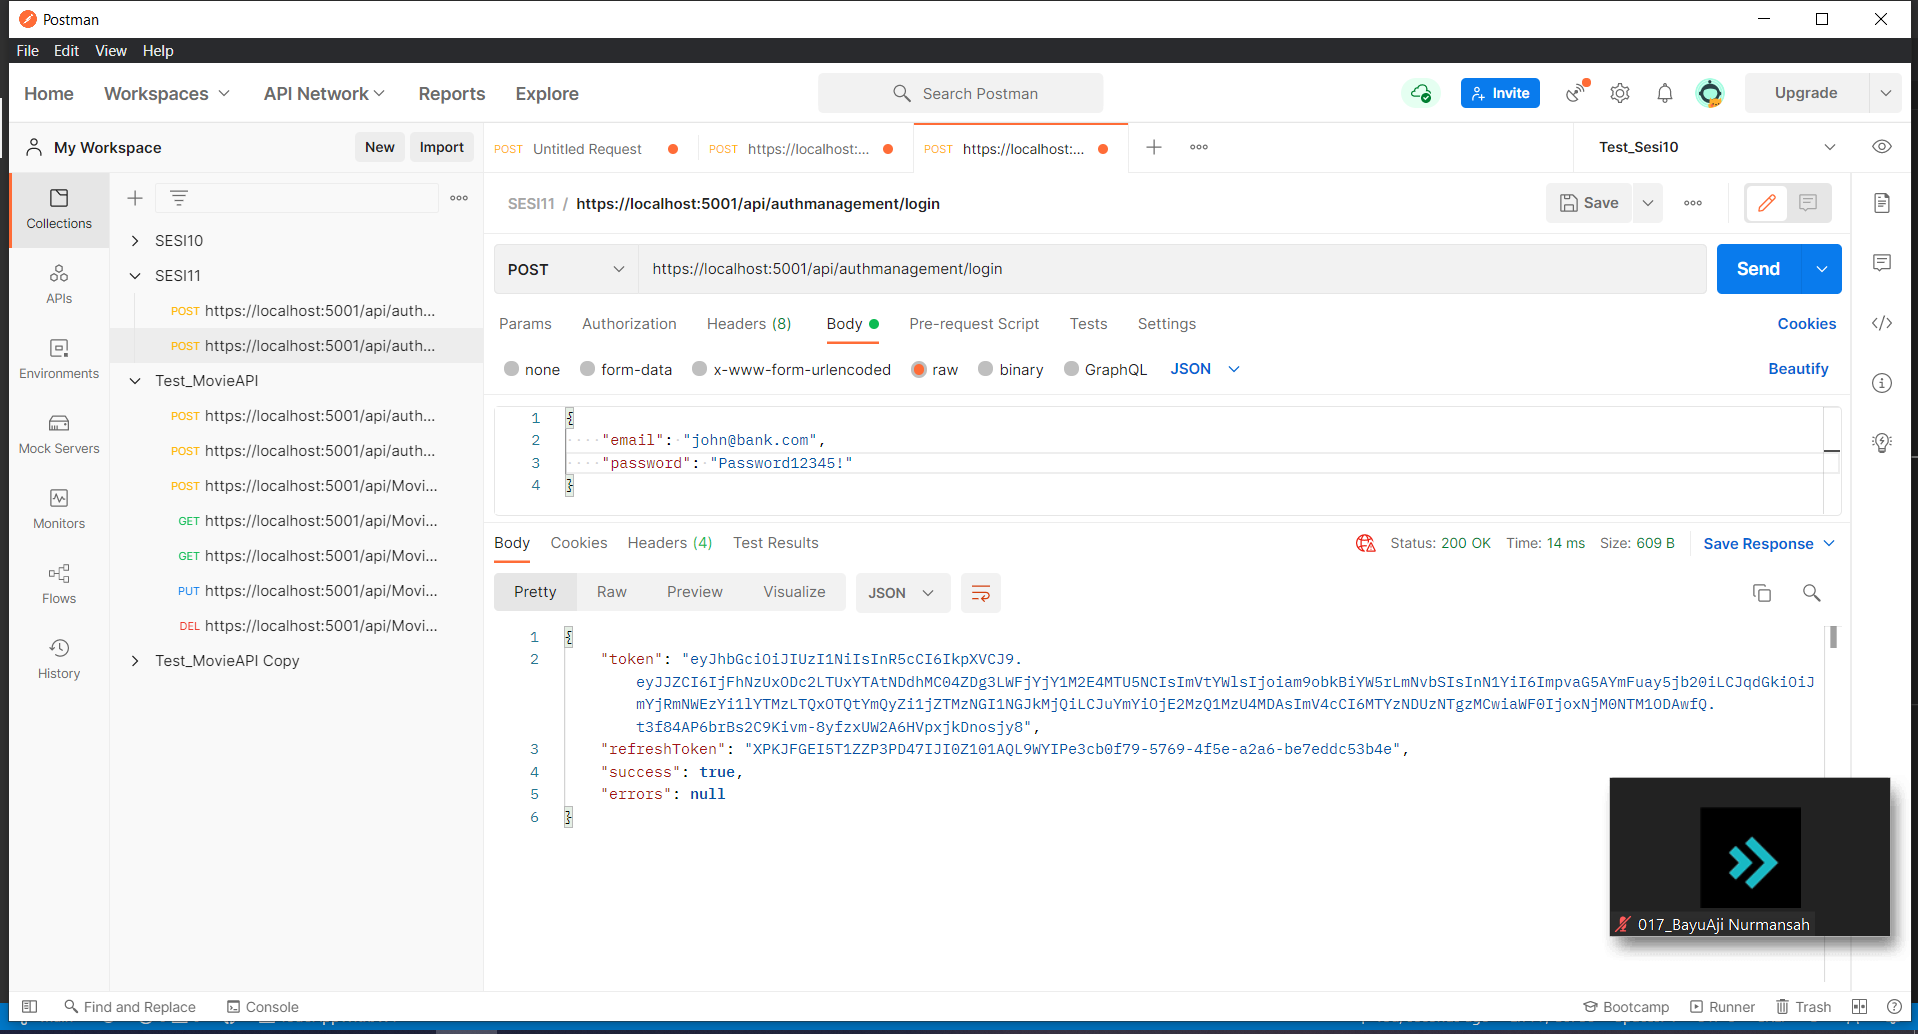 Postman
File Edit View Help
Home Workspaces API Network Reports Explore Search Postman Invite Upgrade
My Workspace New Import
POST Untitled Request POST https://localhost:... POST https://localhost:... Test_Sesi10
Collections
APIs
Environments
Mock Servers
Monitors
Flows
History
SESI10
SESI11
POST https://localhost:5001/api/auth...
POST https://localhost:5001/api/auth...
Test_MovieAPI
POST https://localhost:5001/api/auth...
POST https://localhost:5001/api/auth...
POST https://localhost:5001/api/Movi...
GET https://localhost:5001/api/Movi...
GET https://localhost:5001/api/Movi...
PUT https://localhost:5001/api/Movi...
DEL https://localhost:5001/api/Movi...
Test_MovieAPI Copy
SESI11 / https://localhost:5001/api/authmanagement/login Save
POST https://localhost:5001/api/authmanagement/login Send
Params Authorization Headers (8) Body Pre-request Script Tests Settings Cookies
none form-data x-www-form-urlencoded raw binary GraphQL JSON Beautify
1 {
2 "email": "john@bank.com",
3 "password": "Password12345!"
4 }
Body Cookies Headers (4) Test Results Status: 200 OK Time: 14 ms Size: 609 B Save Response
Pretty Raw Preview Visualize JSON
1 {
2 "token": "eyJhbGciOiJIUzI1NiIsInR5cCI6IkpXVCJ9.
eyJJZCI6IjFhNzUxODc2LTUxYTAtNDdhMC04ZDg3LWFjYjY1M2E4MTU5NCIsImVtYWlsIjoiam9obkBiYW5rLmNvbSIsInN1YiI6ImpvaG5AYmFuay5jb20iLCJqdGkiOiJ
mYjRmNWEzYi1lYTMzLTQxOTQtYmQyZi1jZTMzNGI1NGJkMjQiLCJuYmYiOjE2MzQ1MzU4MDAsImV4cCI6MTYzNDUzNTgzMCwiaWF0IjoxNjM0NTM1ODAwfQ.
t3f84AP6brBs2C9Kivm-8yfzxUW2A6HVpxjkDnosjy8",
3 "refreshToken": "XPKJFGEI5T1ZZP3PD47IJI0Z101AQL9WYIPe3cb0f79-5769-4f5e-a2a6-be7eddc53b4e",
4 "success": true,
5 "errors": null
6 }
017_BayuAji Nurmansah
Find and Replace Console Bootcamp Runner Trash